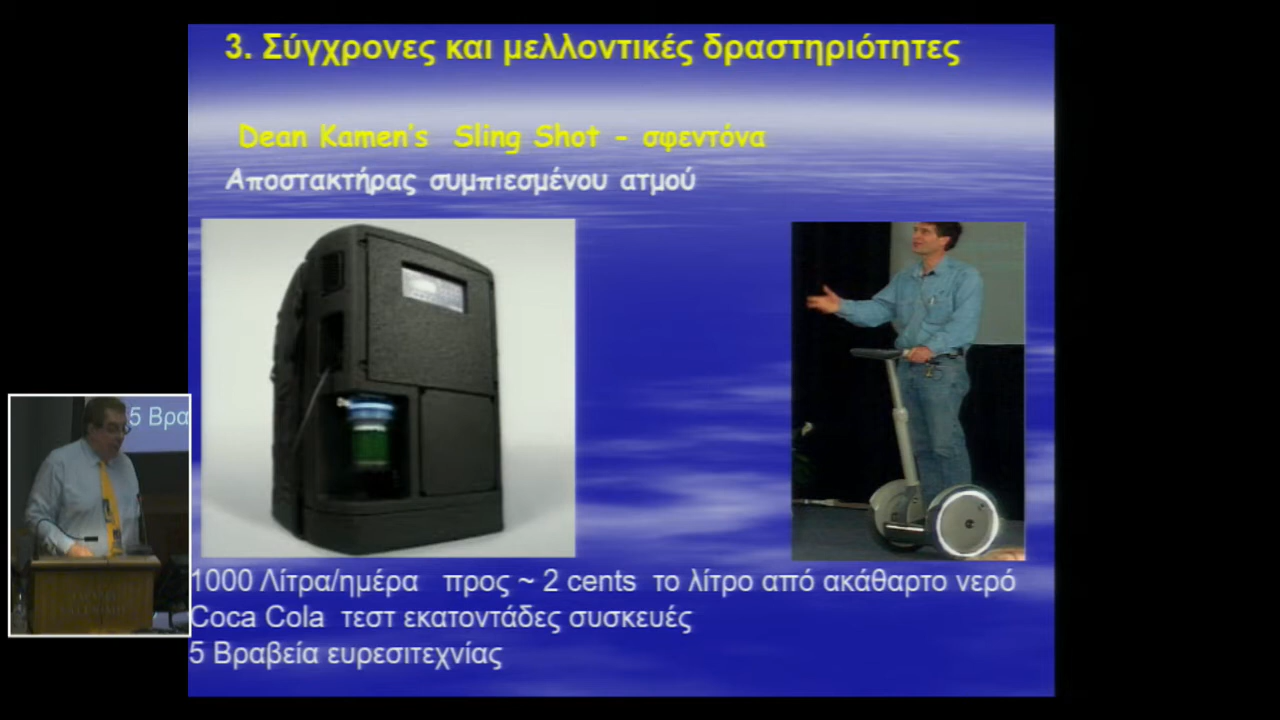 3. Σύγχρονες και μελλοντικές δραστηριότητες
Dean Kamen's Sling Shot - σφεντόνα
Αποστακτήρας συμπιεσμένου ατμού
5 Βρα
1000 Λίτρα/ημέρα προς ~ 2 cents το λίτρο από ακάθαρτο νερό
Coca Cola τεστ εκατοντάδες συσκευές
5 Βραβεία ευρεσιτεχνίας